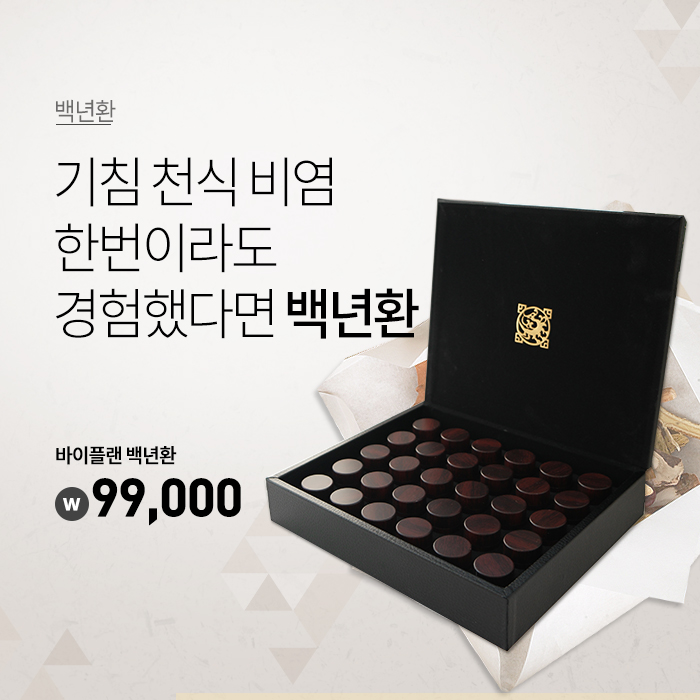 백년환
기침 천식 비염
한번이라도
경험했다면 백년환
바이플랜 백년환
W 99,000